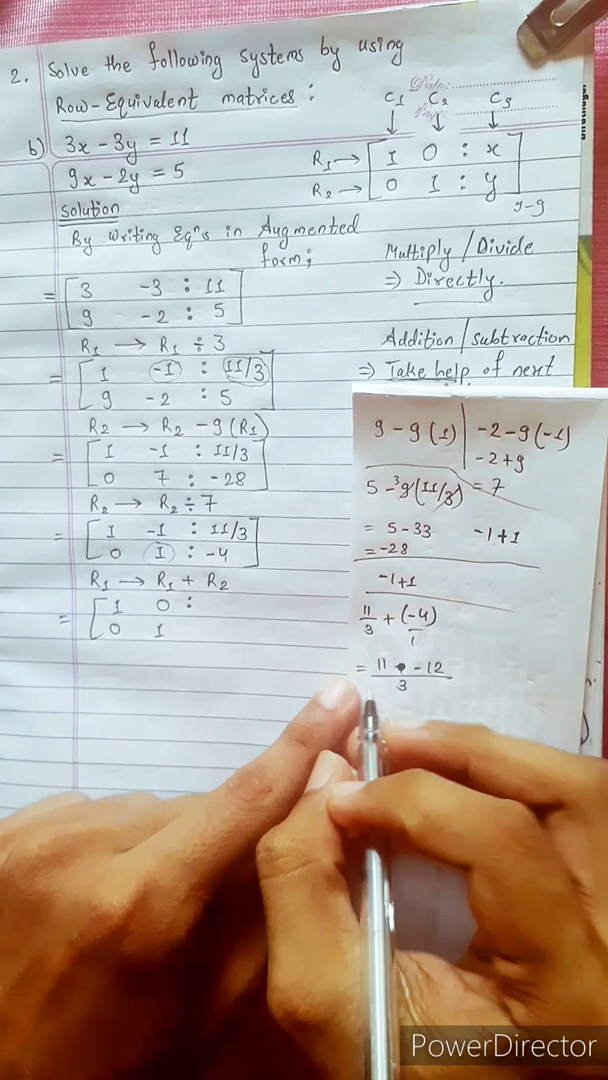 2. Solve the following systems by using
Row-Equivalent matrices :
b) 3x - 3y = 11
9x - 2y = 5
Date:
C1 C2 C3
↓ ↓ ↓
R1 → [ 1 0 : x ]
R2 → [ 0 1 : y ]
9-9
Solution
By writing Eqns in Augmented
form;
= [ 3 -3 : 11 ]
[ 9 -2 : 5 ]
R1 → R1 ÷ 3
= [ 1 -1 : 11/3 ]
[ 9 -2 : 5 ]
R2 → R2 - 9(R1)
= [ 1 -1 : 11/3 ]
[ 0 7 : -28 ]
R2 → R2 ÷ 7
= [ 1 -1 : 11/3 ]
[ 0 1 : -4 ]
R1 → R1 + R2
= [ 1 0 :
[ 0 1
Multiply / Divide
⇒ Directly.
Addition / subtraction
⇒ Take help of next
9 - 9(1) | -2 - 9(-1)
-2 + 9
= 7
5 - 3 9(11/3)
= 5 - 33 -1 + 1
= -28
-1 + 1
11/3 + (-4)/1
= 11 - 12
3
PowerDirector